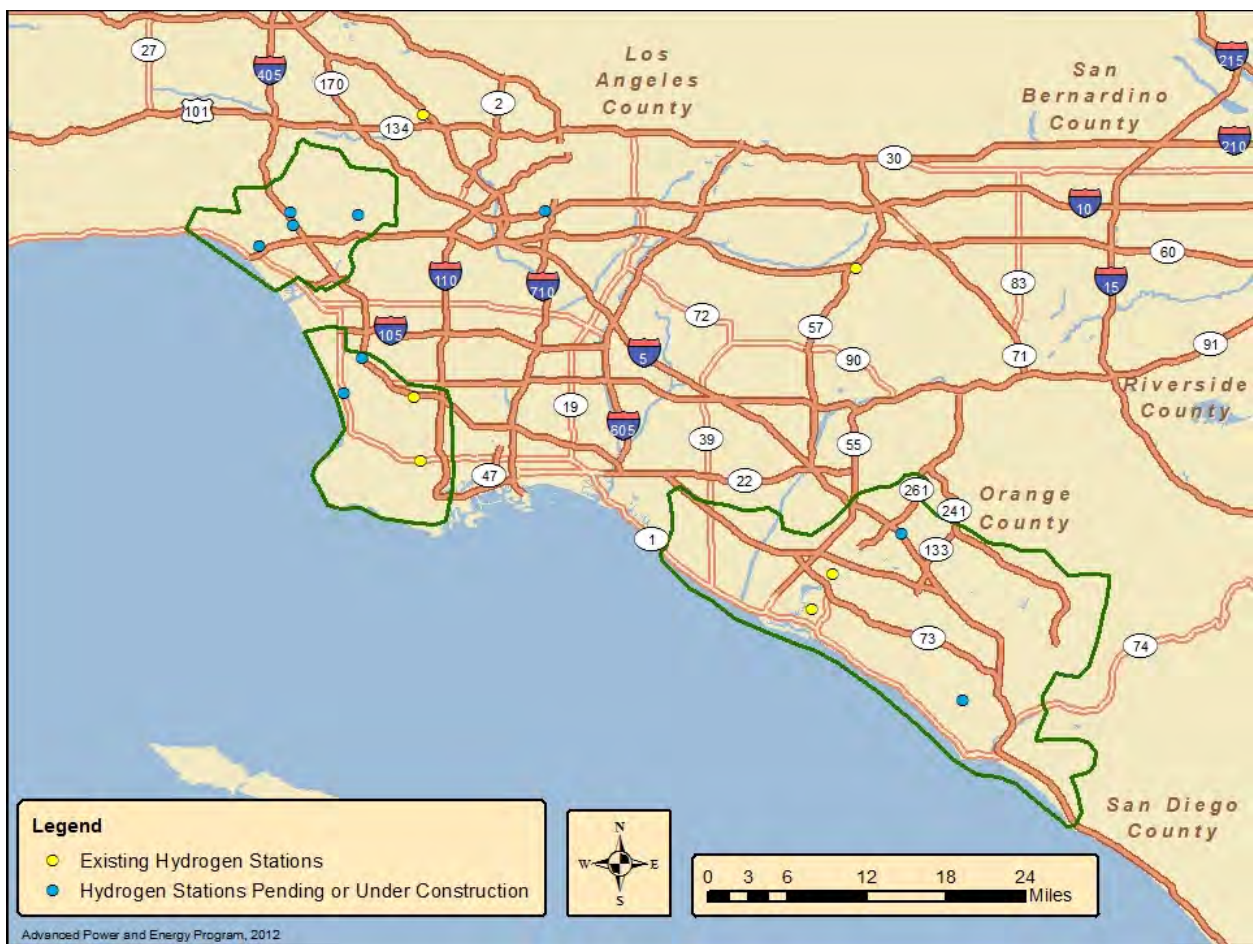 27
405
170
2
Los
Angeles
County
San
Bernardino
County
215
101
134
30
210
10
60
110
710
83
15
72
57
105
5
90
71
91
Riverside
County
19
605
39
55
47
22
261
241
Orange
County
1
133
73
74
San Diego
County
Legend
Existing Hydrogen Stations
Hydrogen Stations Pending or Under Construction
N
W E
S
0 3 6 12 18 24
Miles
Advanced Power and Energy Program, 2012